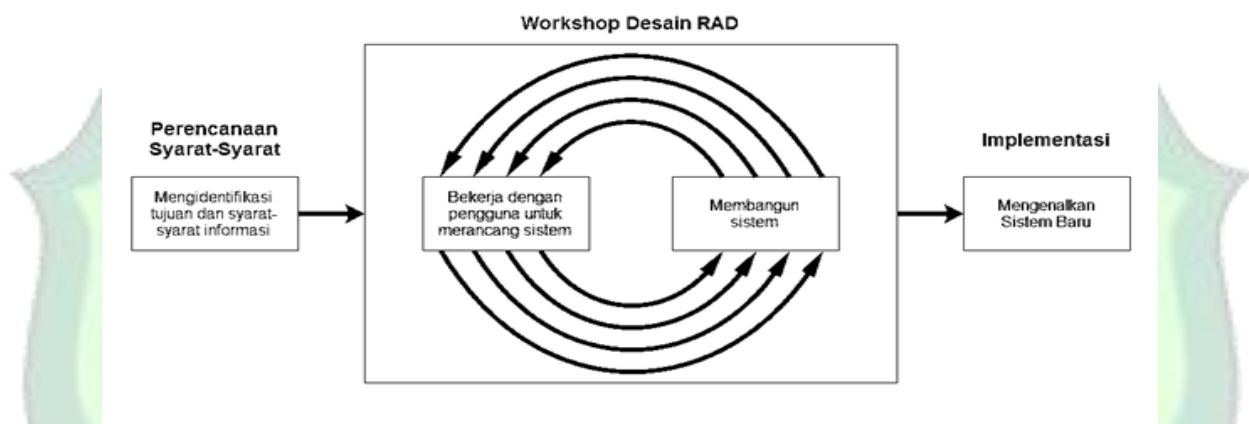 Workshop Desain RAD
Perencanaan
Syarat-Syarat
Mengidentifikasi
tujuan dan syarat-
syarat informasi
Bekerja dengan
pengguna untuk
merancang sistem
Membangun
sistem
Implementasi
Mengenalkan
Sistem Baru